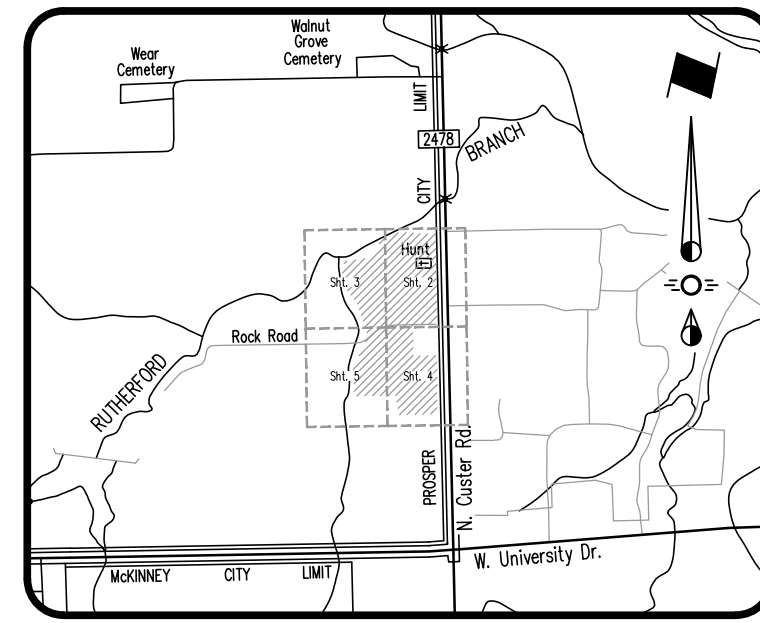 Walnut
Grove
Cemetery
Wear
Cemetery
LIMIT
2478
BRANCH
CITY
Hunt
Sht. 3
Sht. 2
Rock Road
RUTHERFORD
Sht. 5
Sht. 4
PROSPER
N. Custer Rd.
W. University Dr.
McKINNEY CITY LIMIT